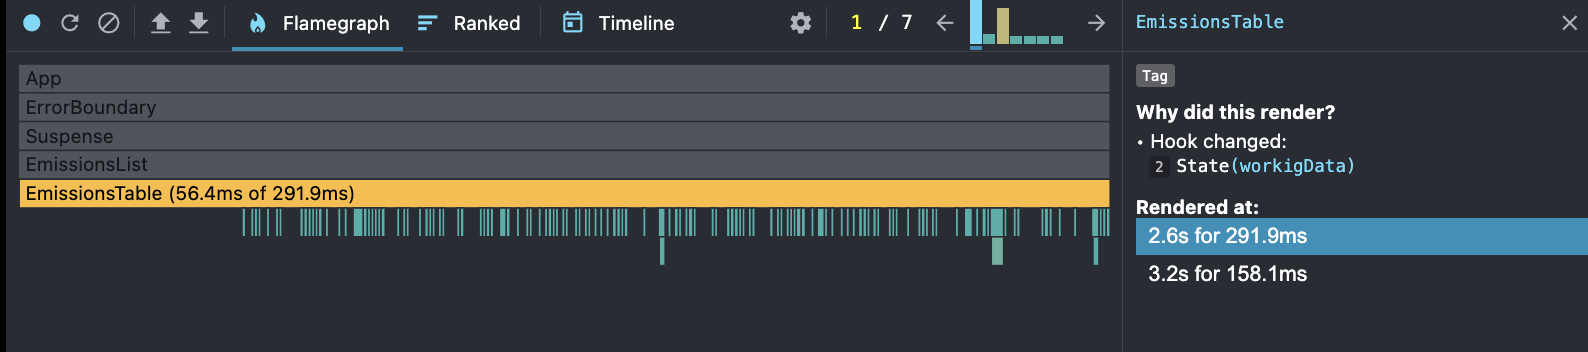 Flamegraph Ranked Timeline 1 / 7 EmissionsTable
App
ErrorBoundary
Suspense
EmissionsList
EmissionsTable (56.4ms of 291.9ms)
Tag
Why did this render?
• Hook changed:
2 State(workigData)
Rendered at:
2.6s for 291.9ms
3.2s for 158.1ms